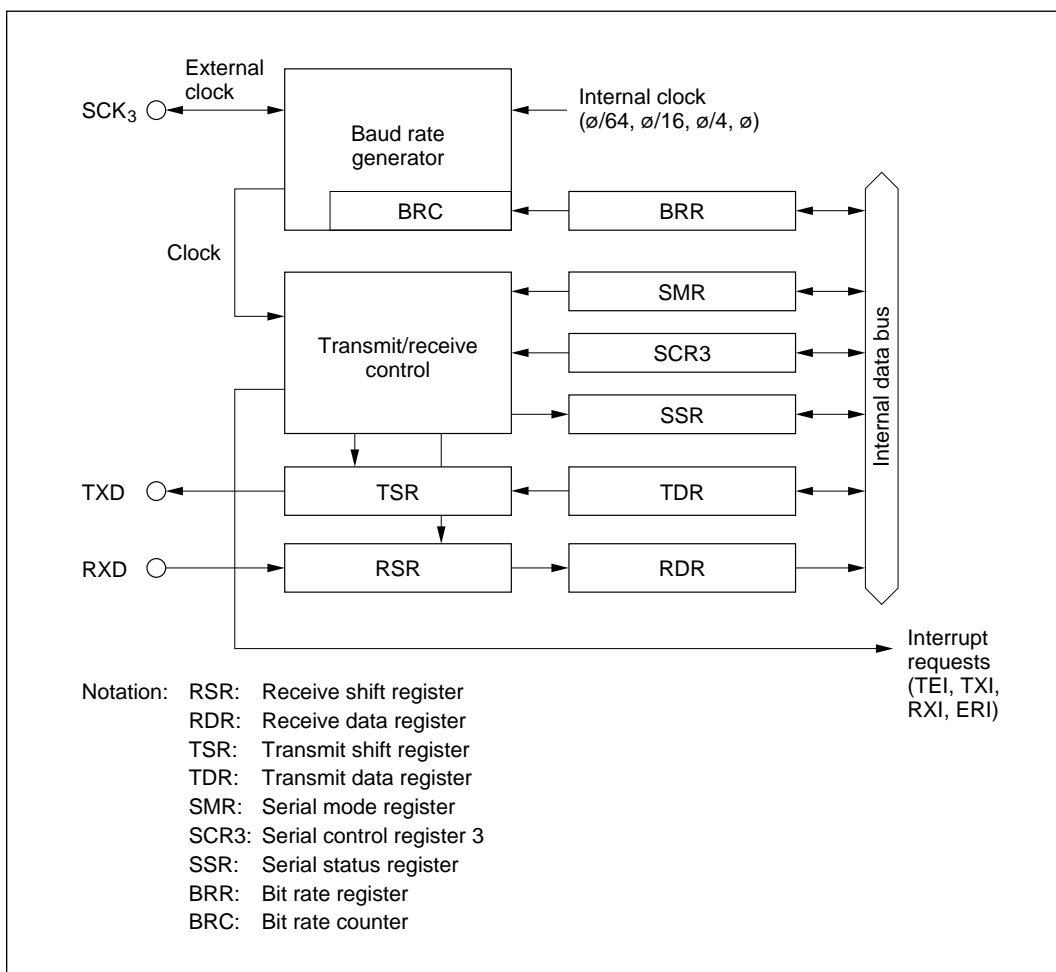 External
clock
SCK₃
Internal clock
(ø/64, ø/16, ø/4, ø)
Baud rate
generator
BRC
BRR
Clock
SMR
Transmit/receive
control
SCR3
SSR
Internal data bus
TXD
TSR
TDR
RXD
RSR
RDR
Interrupt
requests
(TEI, TXI,
RXI, ERI)
Notation: RSR: Receive shift register
RDR: Receive data register
TSR: Transmit shift register
TDR: Transmit data register
SMR: Serial mode register
SCR3: Serial control register 3
SSR: Serial status register
BRR: Bit rate register
BRC: Bit rate counter